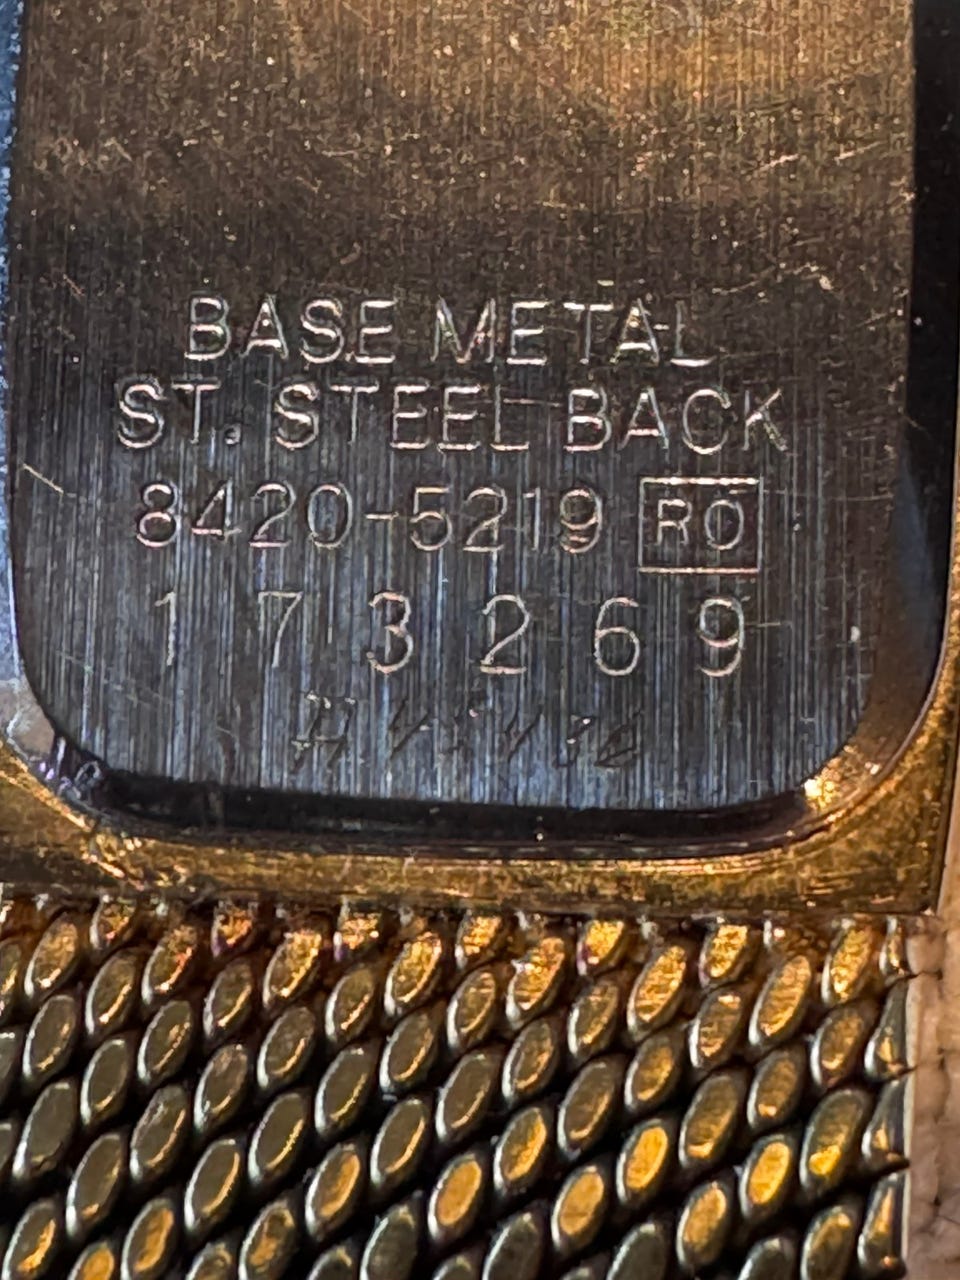 BASE METAL
ST. STEEL BACK
8420-5219 RO
173269